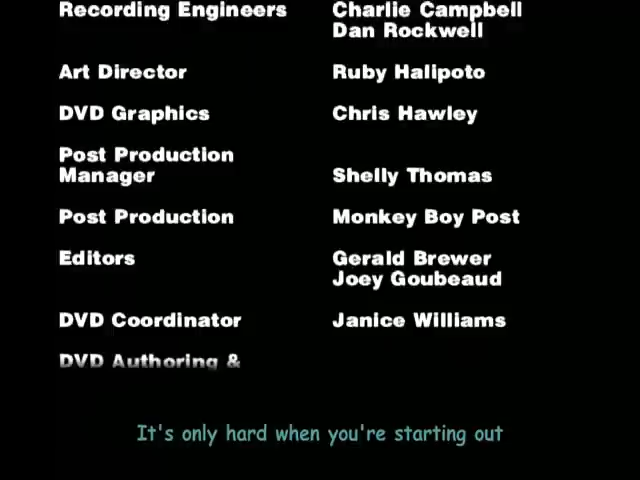 Recording Engineers Charlie Campbell
Dan Rockwell
Art Director Ruby Halipoto
DVD Graphics Chris Hawley
Post Production
Manager Shelly Thomas
Post Production Monkey Boy Post
Editors Gerald Brewer
Joey Goubeaud
DVD Coordinator Janice Williams
DVD Authoring &
It's only hard when you're starting out